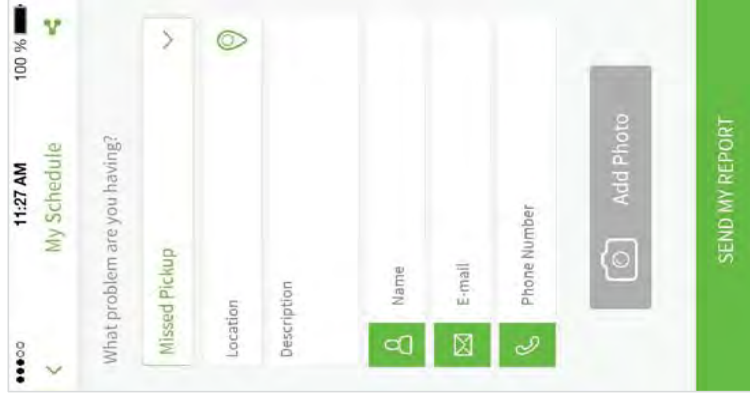 11:27 AM 100 %
My Schedule
What problem are you having?
Missed Pickup
Location
Description
Name
E-mail
Phone Number
Add Photo
SEND MY REPORT